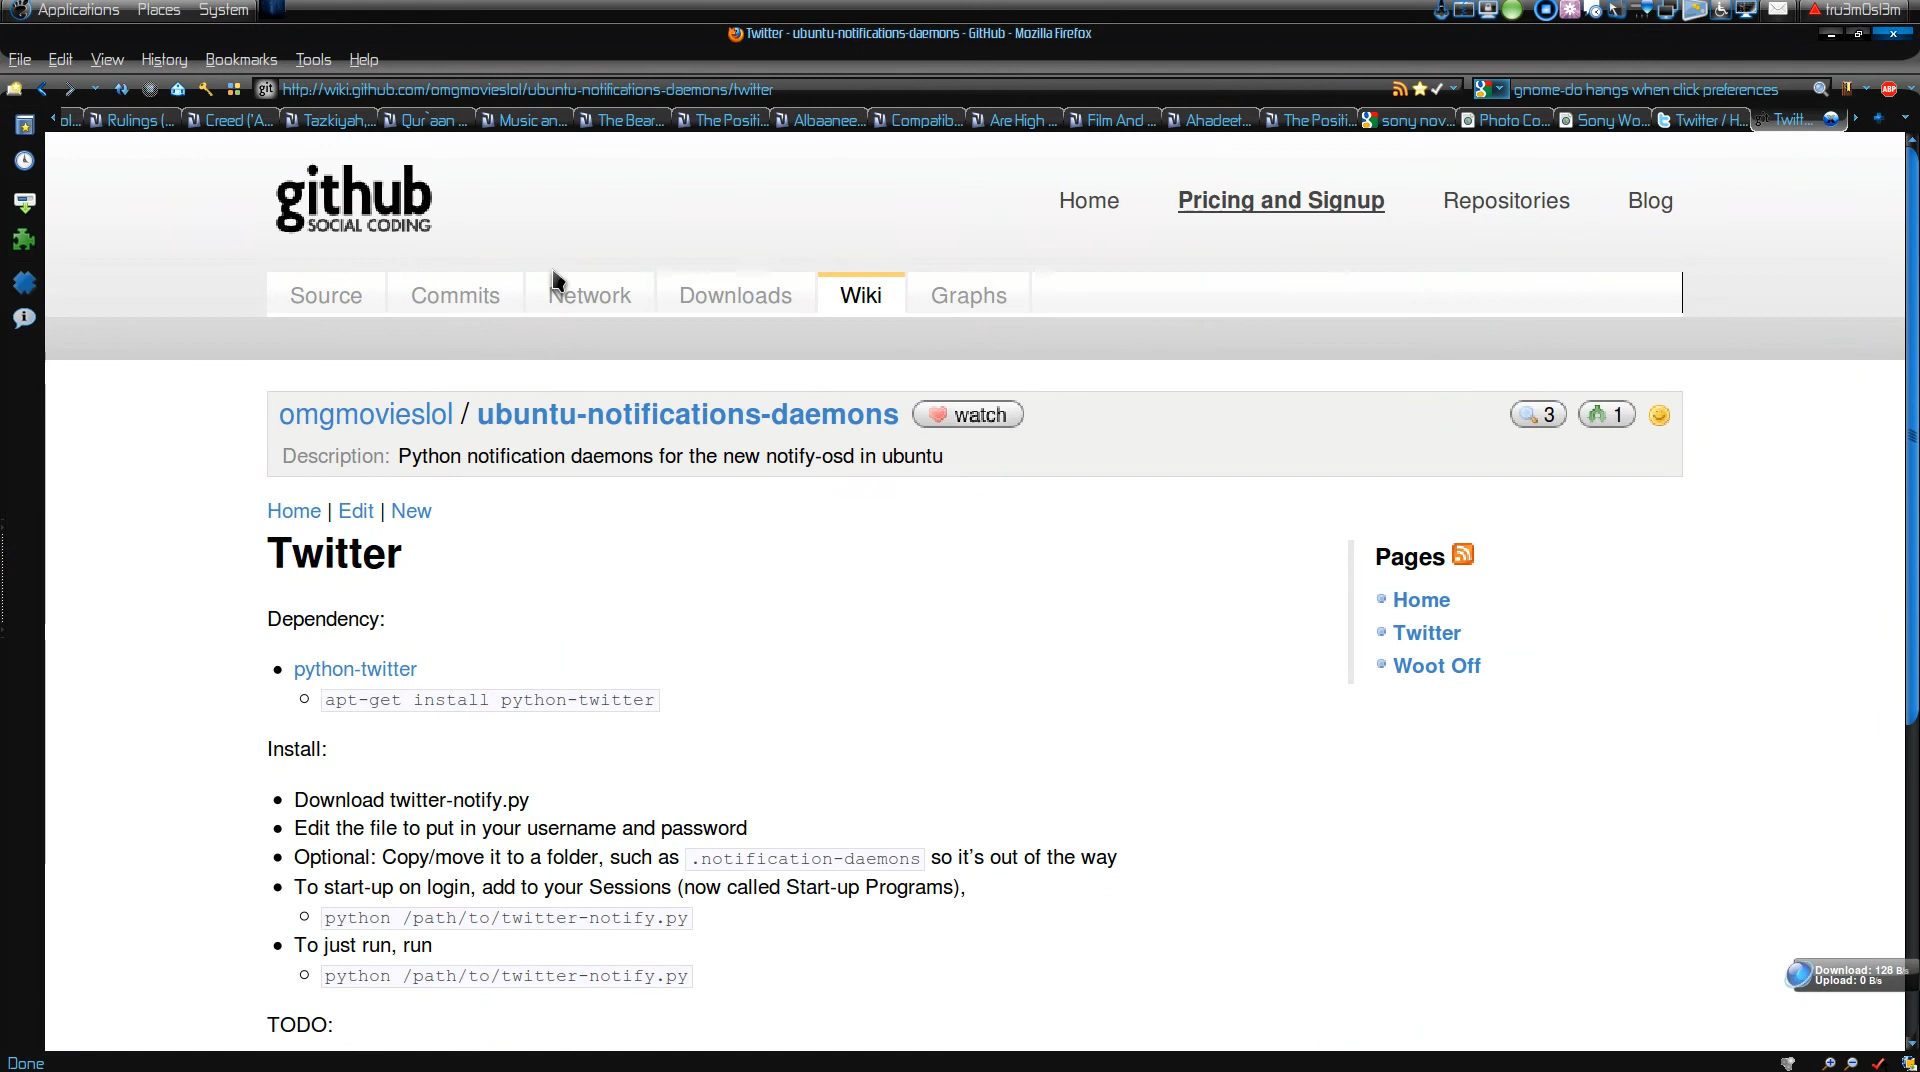 Applications Places System tru3m0sl3m
Twitter - ubuntu-notifications-daemons - GitHub - Mozilla Firefox
File Edit View History Bookmarks Tools Help
git http://wiki.github.com/omgmovieslol/ubuntu-notifications-daemons/twitter gnome-do hangs when click preferences ABP
ol... Rulings (... Creed ('A... Tazkiyah,... Qur`aan ... Music an... The Bear... The Positi... Albaanee... Compatib... Are High ... Film And ... Ahadeet... The Positi... sony nov... Photo Co... Sony Wo... Twitter / H... Twitt...
github
SOCIAL CODING
Home Pricing and Signup Repositories Blog
Source Commits Network Downloads Wiki Graphs
omgmovieslol / ubuntu-notifications-daemons watch 3 1
Description: Python notification daemons for the new notify-osd in ubuntu
Home | Edit | New
Twitter
Dependency:
python-twitter
apt-get install python-twitter
Install:
Download twitter-notify.py
Edit the file to put in your username and password
Optional: Copy/move it to a folder, such as .notification-daemons so it's out of the way
To start-up on login, add to your Sessions (now called Start-up Programs),
python /path/to/twitter-notify.py
To just run, run
python /path/to/twitter-notify.py
TODO:
Pages
Home
Twitter
Woot Off
Download: 128 B/s
Upload: 0 B/s
Done